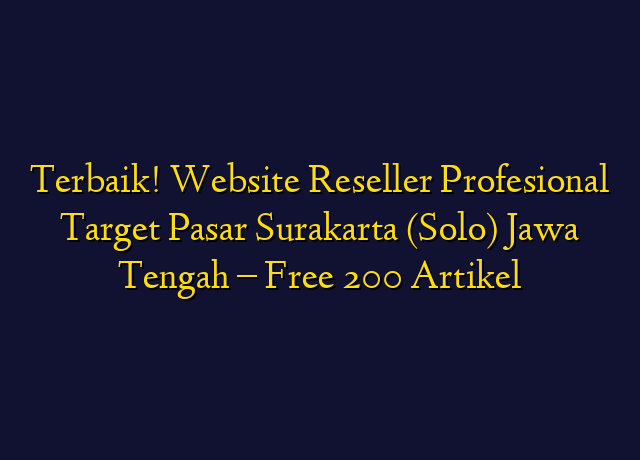 Terbaik! Website Reseller Profesional
Target Pasar Surakarta (Solo) Jawa
Tengah – Free 200 Artikel